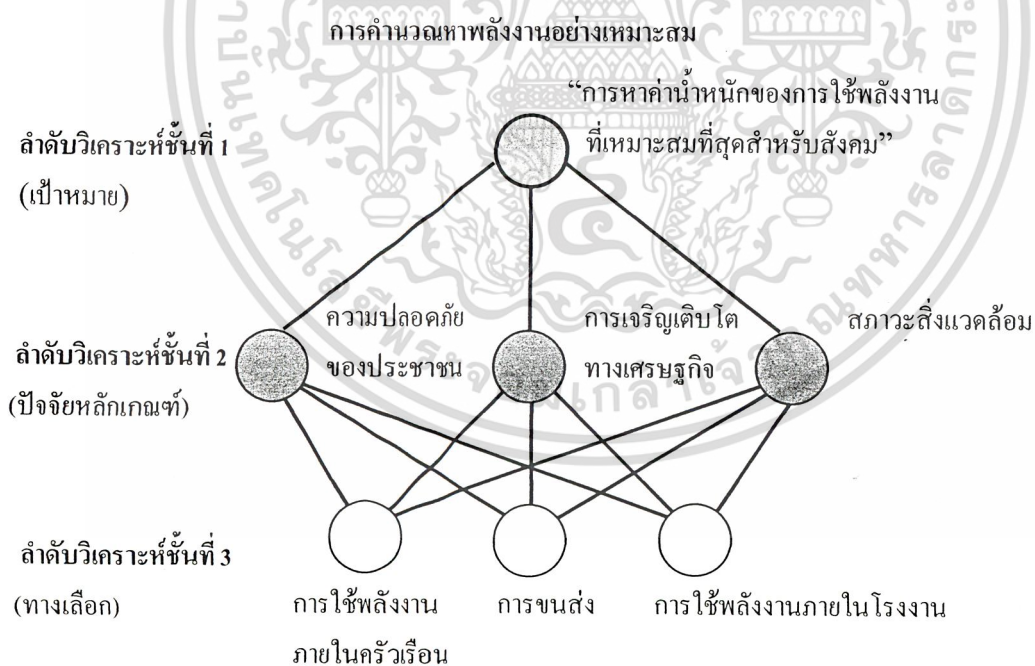 การคำนวณหาพลังงานอย่างเหมาะสม
“การหาค่าน้ำหนักของการใช้พลังงาน
ที่เหมาะสมที่สุดสำหรับสังคม”
ลำดับวิเคราะห์ชั้นที่ 1
(เป้าหมาย)
ความปลอดภัย
ของประชาชน
การเจริญเติบโต
ทางเศรษฐกิจ
สภาวะสิ่งแวดล้อม
ลำดับวิเคราะห์ชั้นที่ 2
(ปัจจัยหลักเกณฑ์)
ลำดับวิเคราะห์ชั้นที่ 3
(ทางเลือก)
การใช้พลังงาน
ภายในครัวเรือน
การขนส่ง
การใช้พลังงานภายในโรงงาน